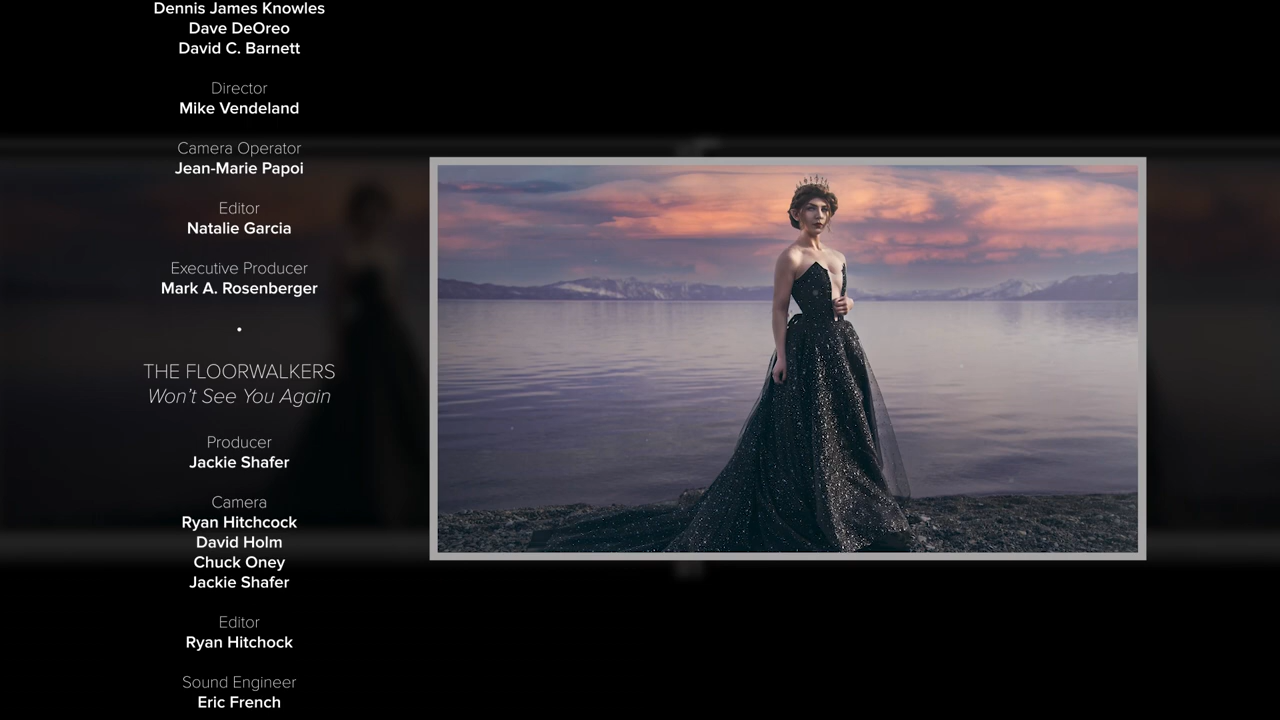 Dennis James Knowles
Dave DeOreo
David C. Barnett
Director
Mike Vendeland
Camera Operator
Jean-Marie Papoi
Editor
Natalie Garcia
Executive Producer
Mark A. Rosenberger
•
THE FLOORWALKERS
Won’t See You Again
Producer
Jackie Shafer
Camera
Ryan Hitchcock
David Holm
Chuck Oney
Jackie Shafer
Editor
Ryan Hitchock
Sound Engineer
Eric French